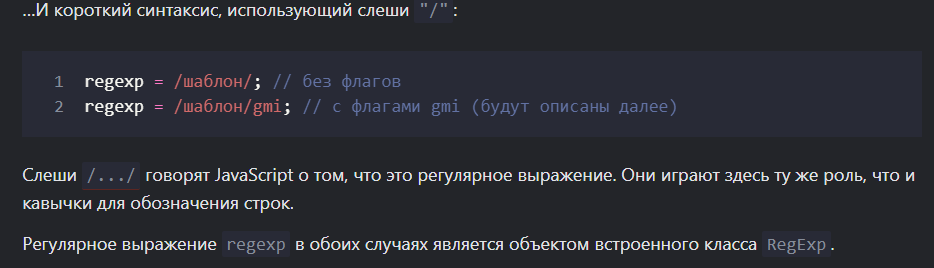 …И короткий синтаксис, использующий слеши "/":
1 regexp = /шаблон/; // без флагов
2 regexp = /шаблон/gmi; // с флагами gmi (будут описаны далее)
Слеши /.../ говорят JavaScript о том, что это регулярное выражение. Они играют здесь ту же роль, что и
кавычки для обозначения строк.
Регулярное выражение regexp в обоих случаях является объектом встроенного класса RegExp.